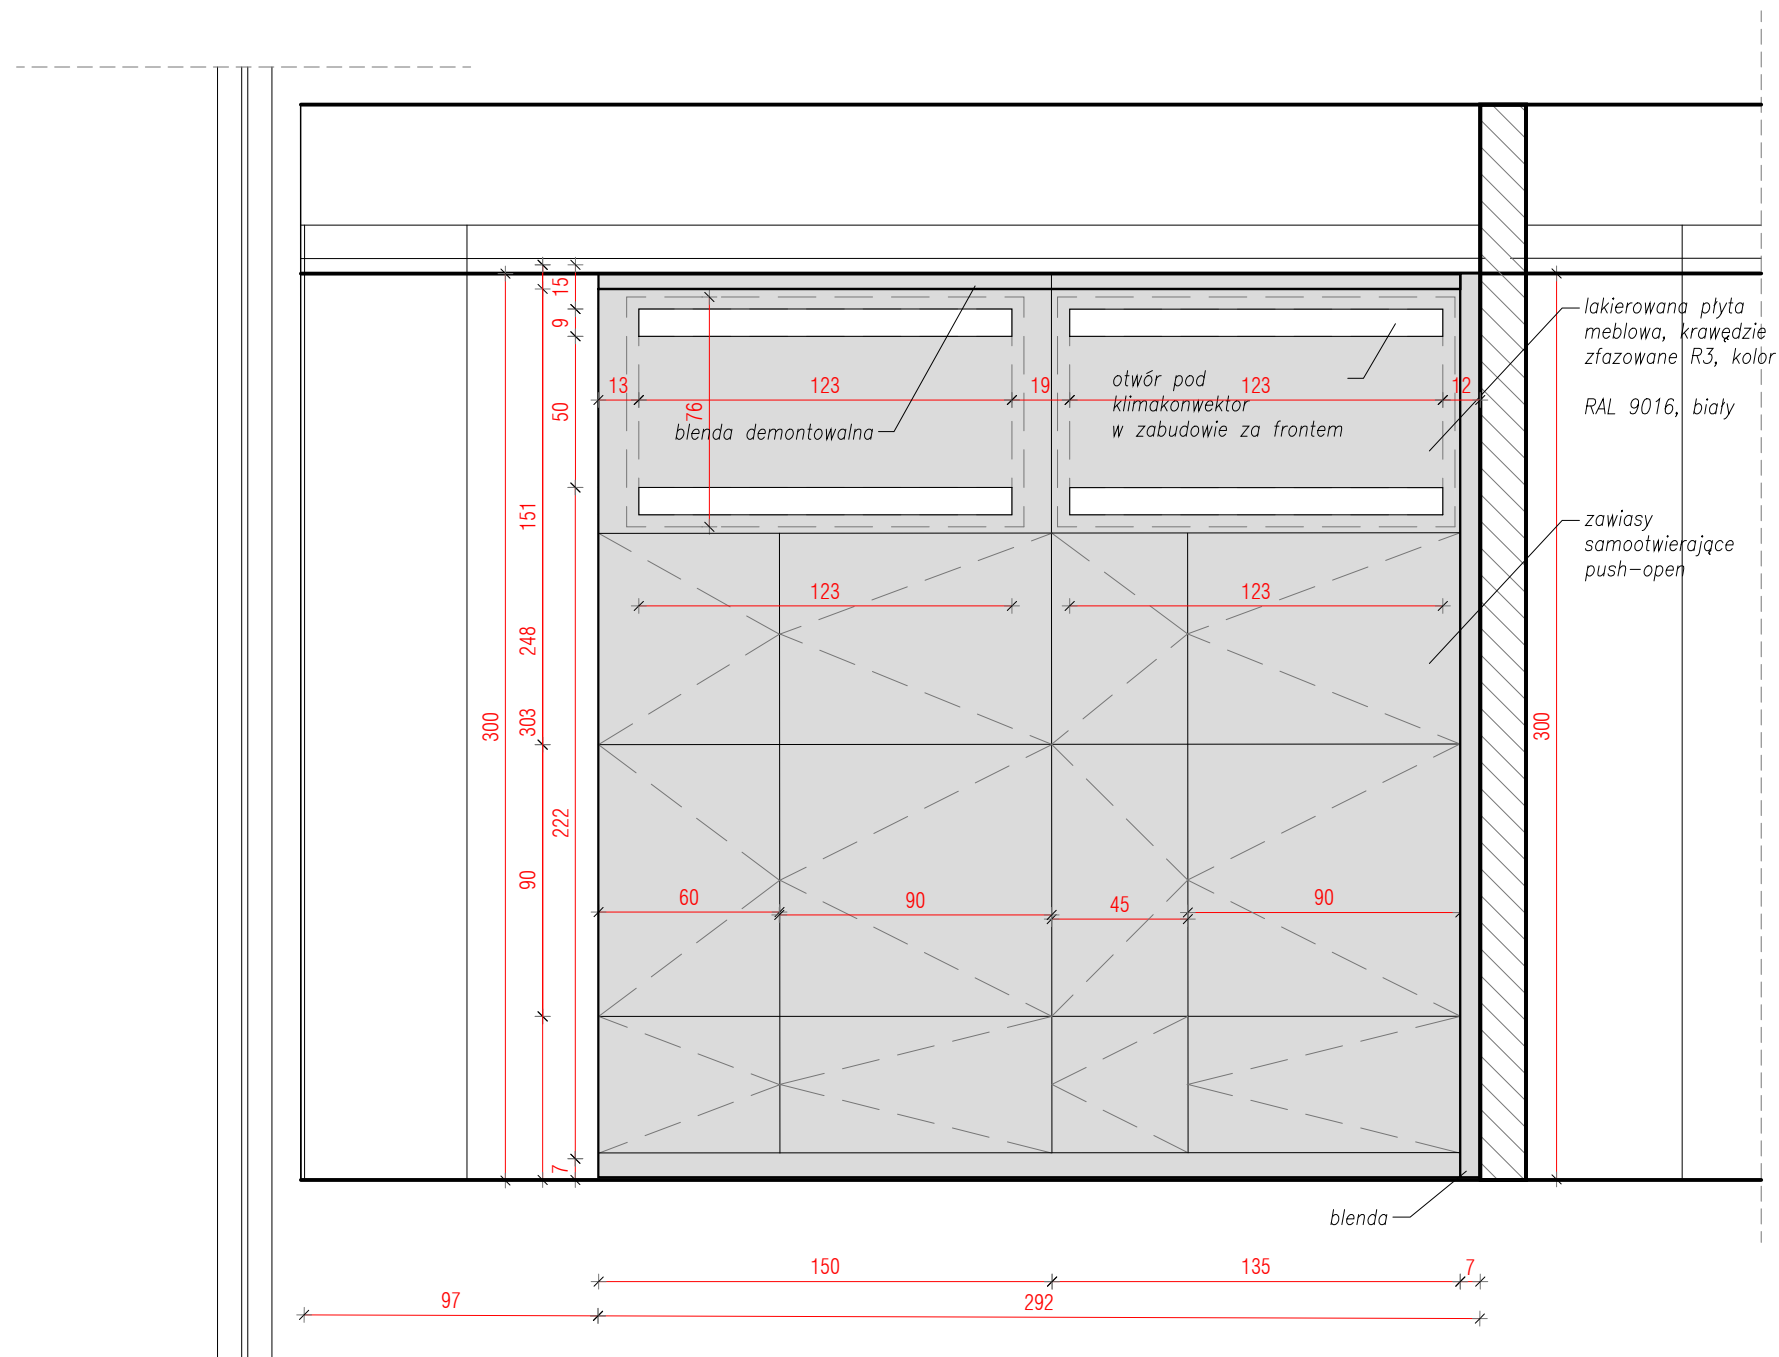 15
9
50
13
123
19
123
12
76
blenda demontowalna
otwór pod
klimakonwektor
w zabudowie za frontem
lakierowana płyta
meblowa, krawędzie
zfazowane R3, kolor
RAL 9016, biały
zawiasy
samootwierające
push-open
151
248
303
300
300
123
123
222
90
60
90
45
90
7
blenda
150
135
7
97
292